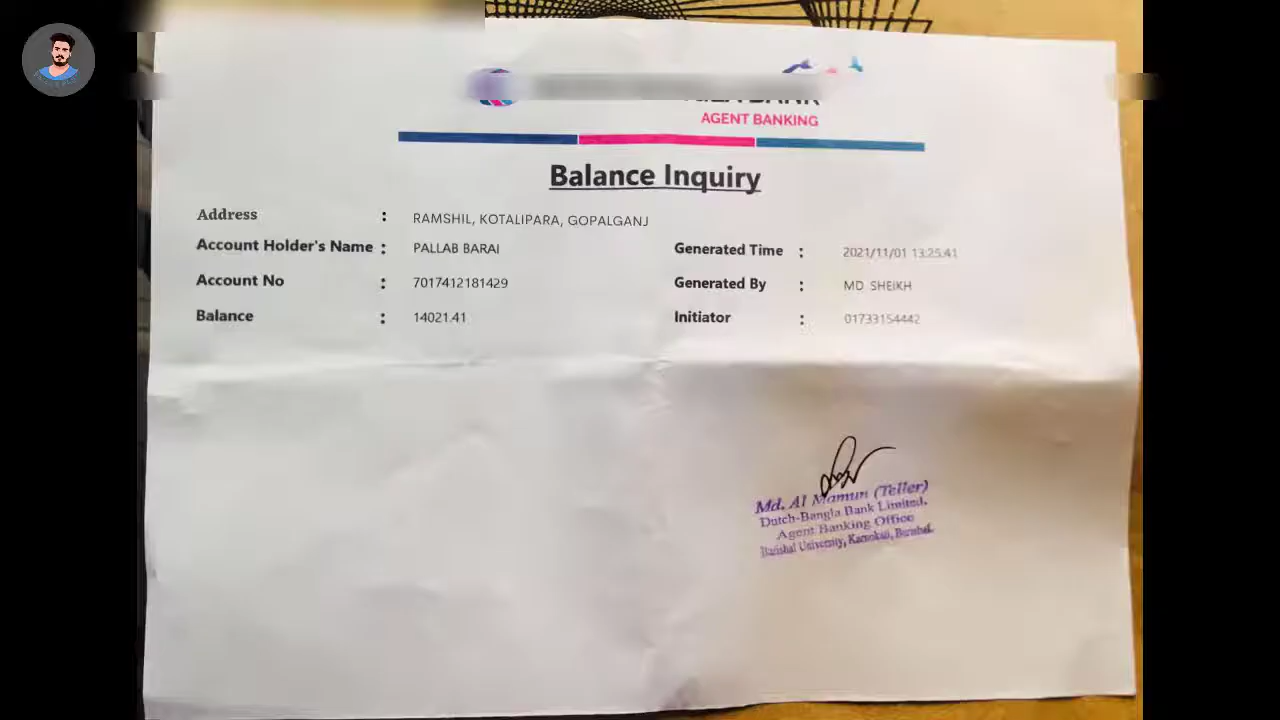 BANK
AGENT BANKING
Balance Inquiry
Address : RAMSHIL, KOTALIPARA, GOPALGANJ
Account Holder's Name : PALLAB BARAI
Generated Time : 2021/11/01 13:25:41
Account No : 7017412181429
Generated By : MD SHEIKH
Balance : 14021.41
Initiator : 01733154442
Md. Al Mamun (Teller)
Dutch-Bangla Bank Limited.
Agent Banking Office
Barishal University, Karnokati, Barishal.